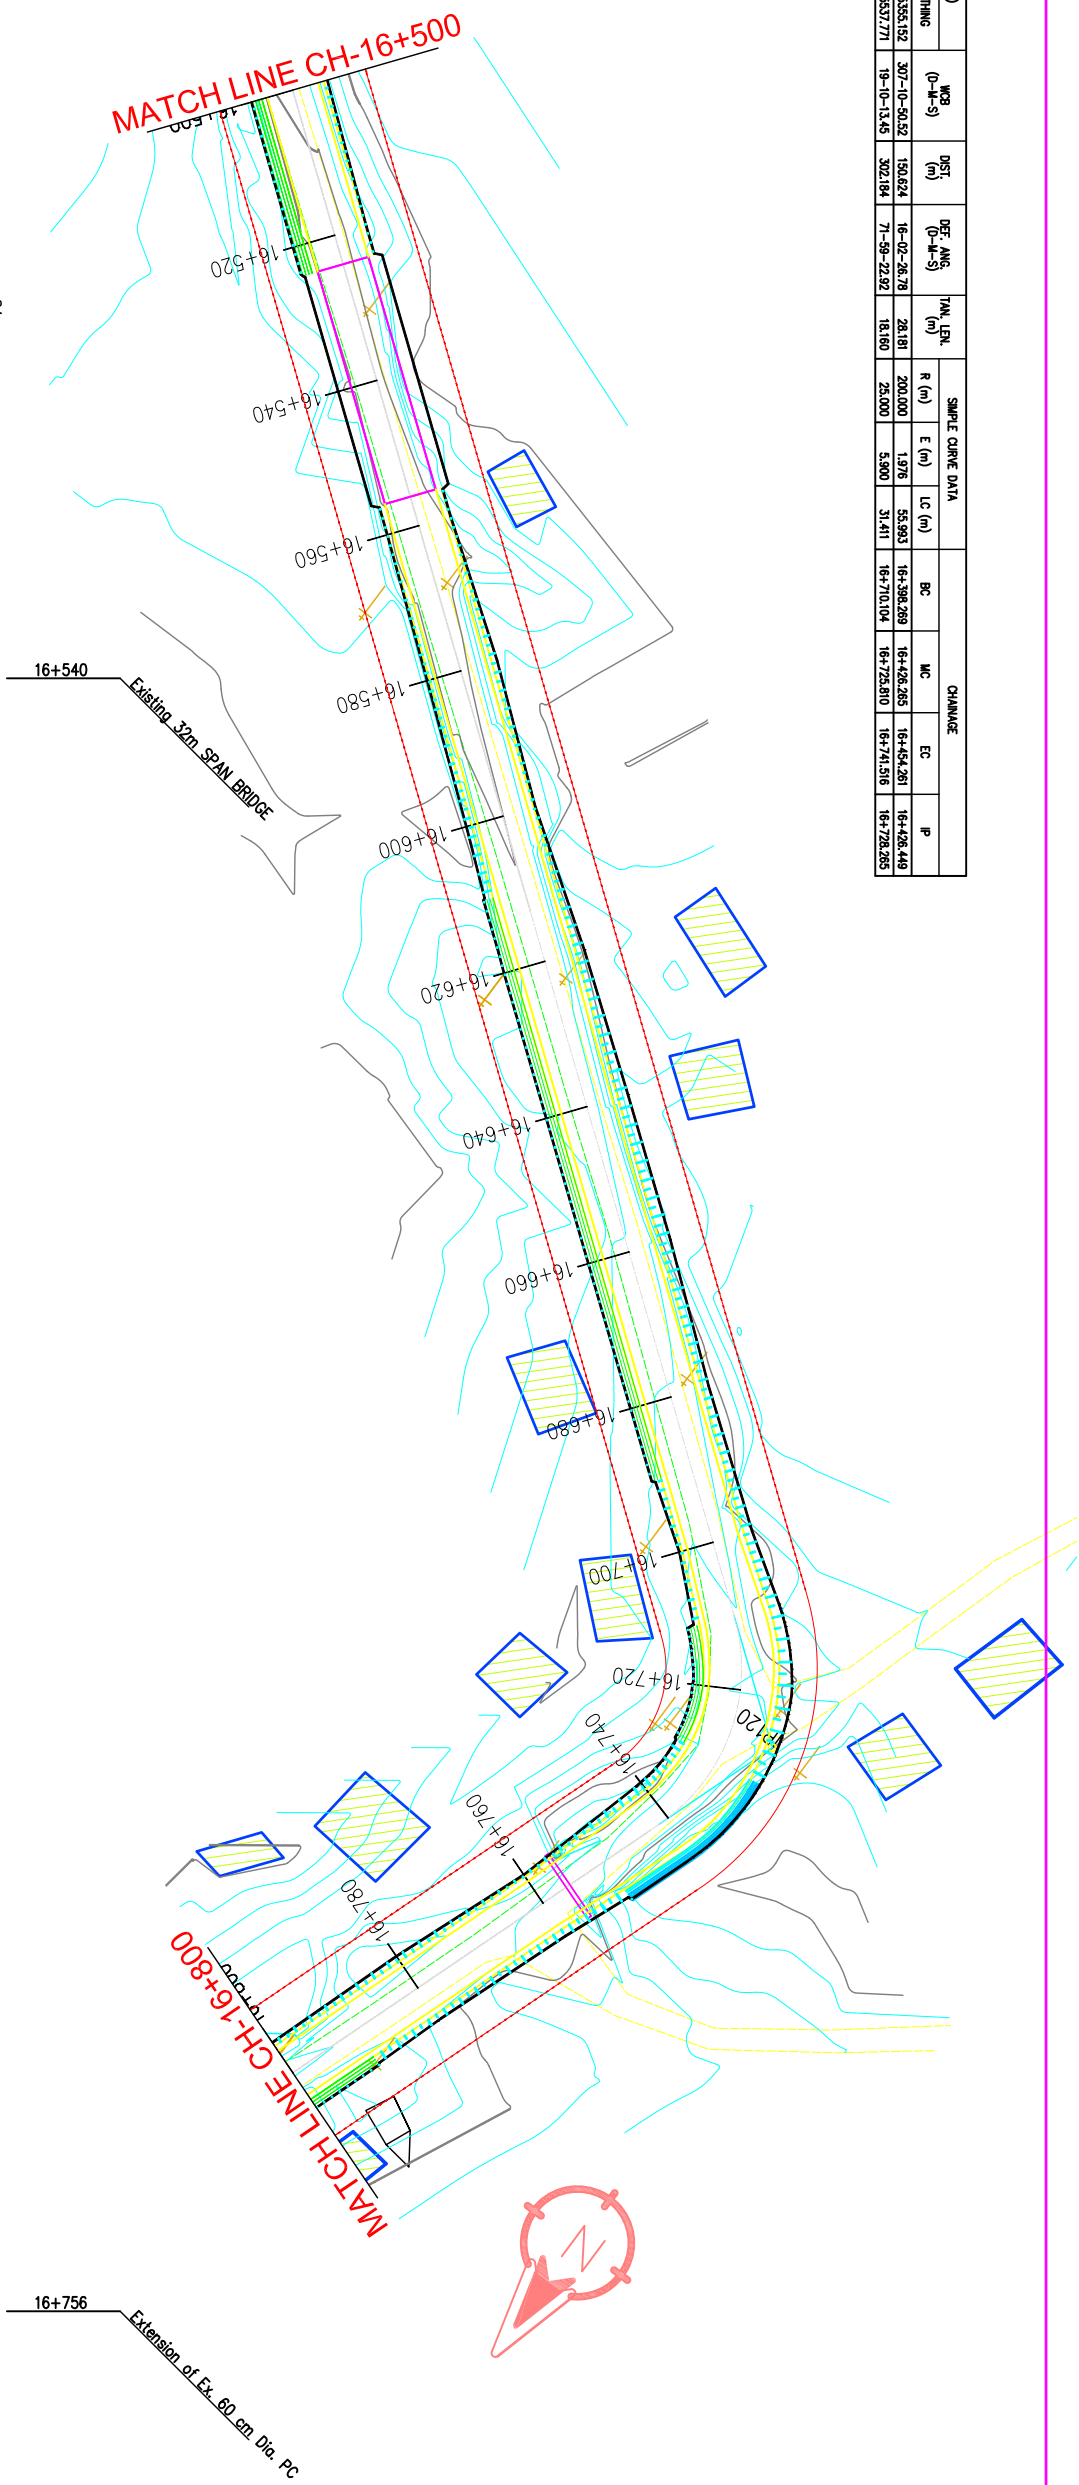 MATCH LINE CH-16+500
16+500
16+520
16+540
16+560
16+580
16+600
16+620
16+640
16+660
16+680
16+700
16+720
16+740
16+760
16+780
16+800
MATCH LINE CH-16+800
N
16+540
Existing 32m SPAN BRIDGE
16+756
Extension of Ex. 60 cm Dia. PC
SIMPLE CURVE DATA CHAINAGE
WCB (D-M-S) DIST. (m) DEF. ANG. (D-M-S) TAN. LEN. (m) R (m) E (m) LC (m) BC MC EC IP
307-10-50.52 150.624 16-02-26.78 28.181 200.000 1.976 55.993 16+398.269 16+426.265 16+454.261 16+426.449
19-10-13.45 302.184 71-59-22.92 18.160 25.000 5.900 31.411 16+710.104 16+725.810 16+741.516 16+728.265